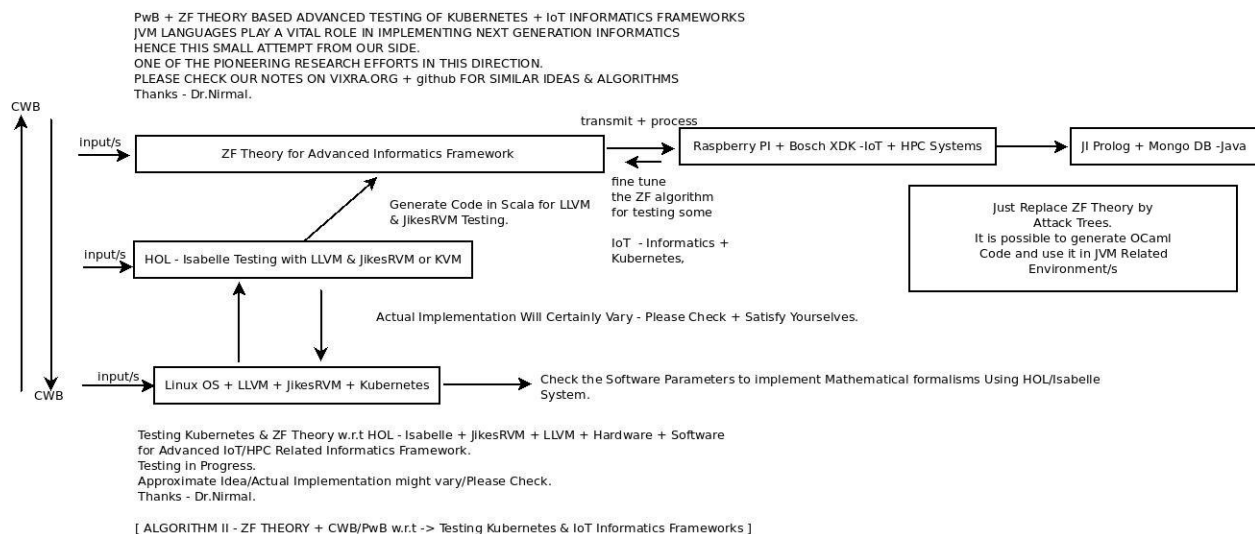 PwB + ZF THEORY BASED ADVANCED TESTING OF KUBERNETES + IoT INFORMATICS FRAMEWORKS
JVM LANGUAGES PLAY A VITAL ROLE IN IMPLEMENTING NEXT GENERATION INFORMATICS
HENCE THIS SMALL ATTEMPT FROM OUR SIDE.
ONE OF THE PIONEERING RESEARCH EFFORTS IN THIS DIRECTION.
PLEASE CHECK OUR NOTES ON VIXRA.ORG + github FOR SIMILAR IDEAS & ALGORITHMS
Thanks - Dr.Nirmal.
CWB
input/s
ZF Theory for Advanced Informatics Framework
transmit + process
Raspberry PI + Bosch XDK -IoT + HPC Systems
JI Prolog + Mongo DB -Java
fine tune
the ZF algorithm
for testing some
IoT - Informatics +
Kubernetes,
Generate Code in Scala for LLVM
& JikesRVM Testing.
Just Replace ZF Theory by
Attack Trees.
It is possible to generate OCaml
Code and use it in JVM Related
Environment/s
input/s
HOL - Isabelle Testing with LLVM & JikesRVM or KVM
Actual Implementation Will Certainly Vary - Please Check + Satisfy Yourselves.
input/s
CWB
Linux OS + LLVM + JikesRVM + Kubernetes
Check the Software Parameters to implement Mathematical formalisms Using HOL/Isabelle
System.
Testing Kubernetes & ZF Theory w.r.t HOL - Isabelle + JikesRVM + LLVM + Hardware + Software
for Advanced IoT/HPC Related Informatics Framework.
Testing in Progress.
Approximate Idea/Actual Implementation might vary/Please Check.
Thanks - Dr.Nirmal.
[ ALGORITHM II - ZF THEORY + CWB/PwB w.r.t -> Testing Kubernetes & IoT Informatics Frameworks ]